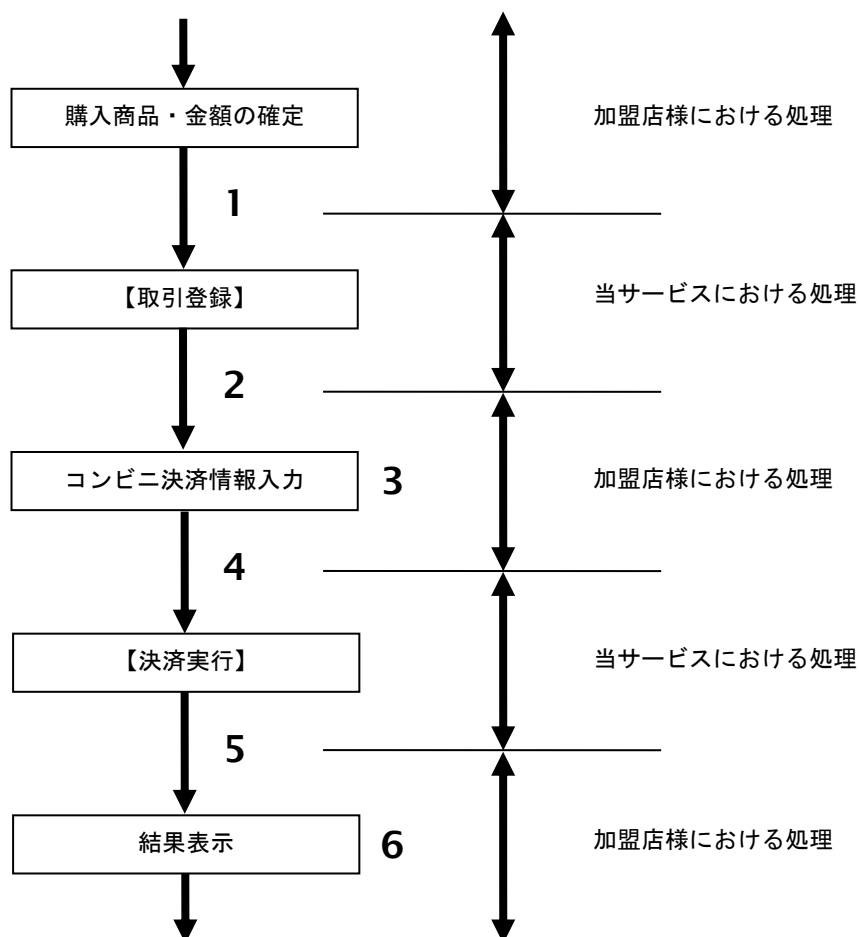 購入商品・金額の確定
加盟店様における処理
1
【取引登録】
当サービスにおける処理
2
コンビニ決済情報入力
3
加盟店様における処理
4
【決済実行】
当サービスにおける処理
5
結果表示
6
加盟店様における処理